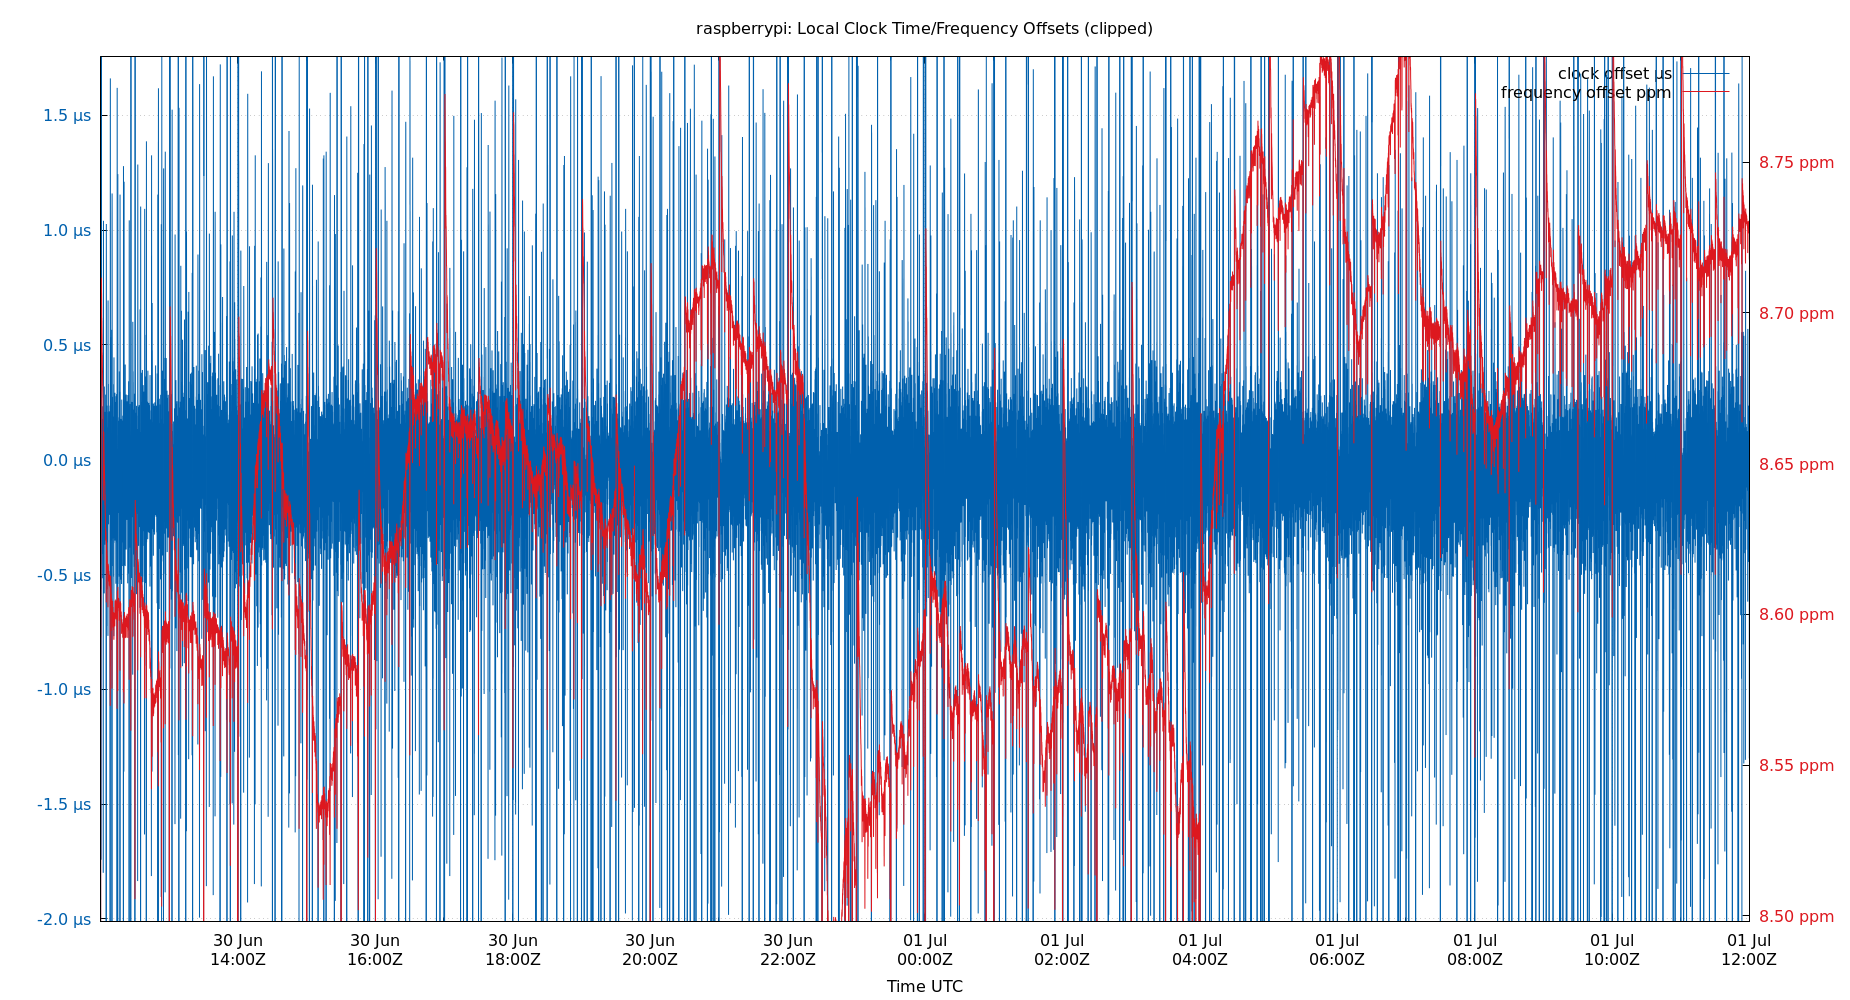 raspberrypi: Local Clock Time/Frequency Offsets (clipped)
clock offset µs
frequency offset ppm
1.5 µs
1.0 µs
0.5 µs
0.0 µs
-0.5 µs
-1.0 µs
-1.5 µs
-2.0 µs
8.75 ppm
8.70 ppm
8.65 ppm
8.60 ppm
8.55 ppm
8.50 ppm
30 Jun 30 Jun 30 Jun 30 Jun 30 Jun 01 Jul 01 Jul 01 Jul 01 Jul 01 Jul 01 Jul 01 Jul
14:00Z 16:00Z 18:00Z 20:00Z 22:00Z 00:00Z 02:00Z 04:00Z 06:00Z 08:00Z 10:00Z 12:00Z
Time UTC